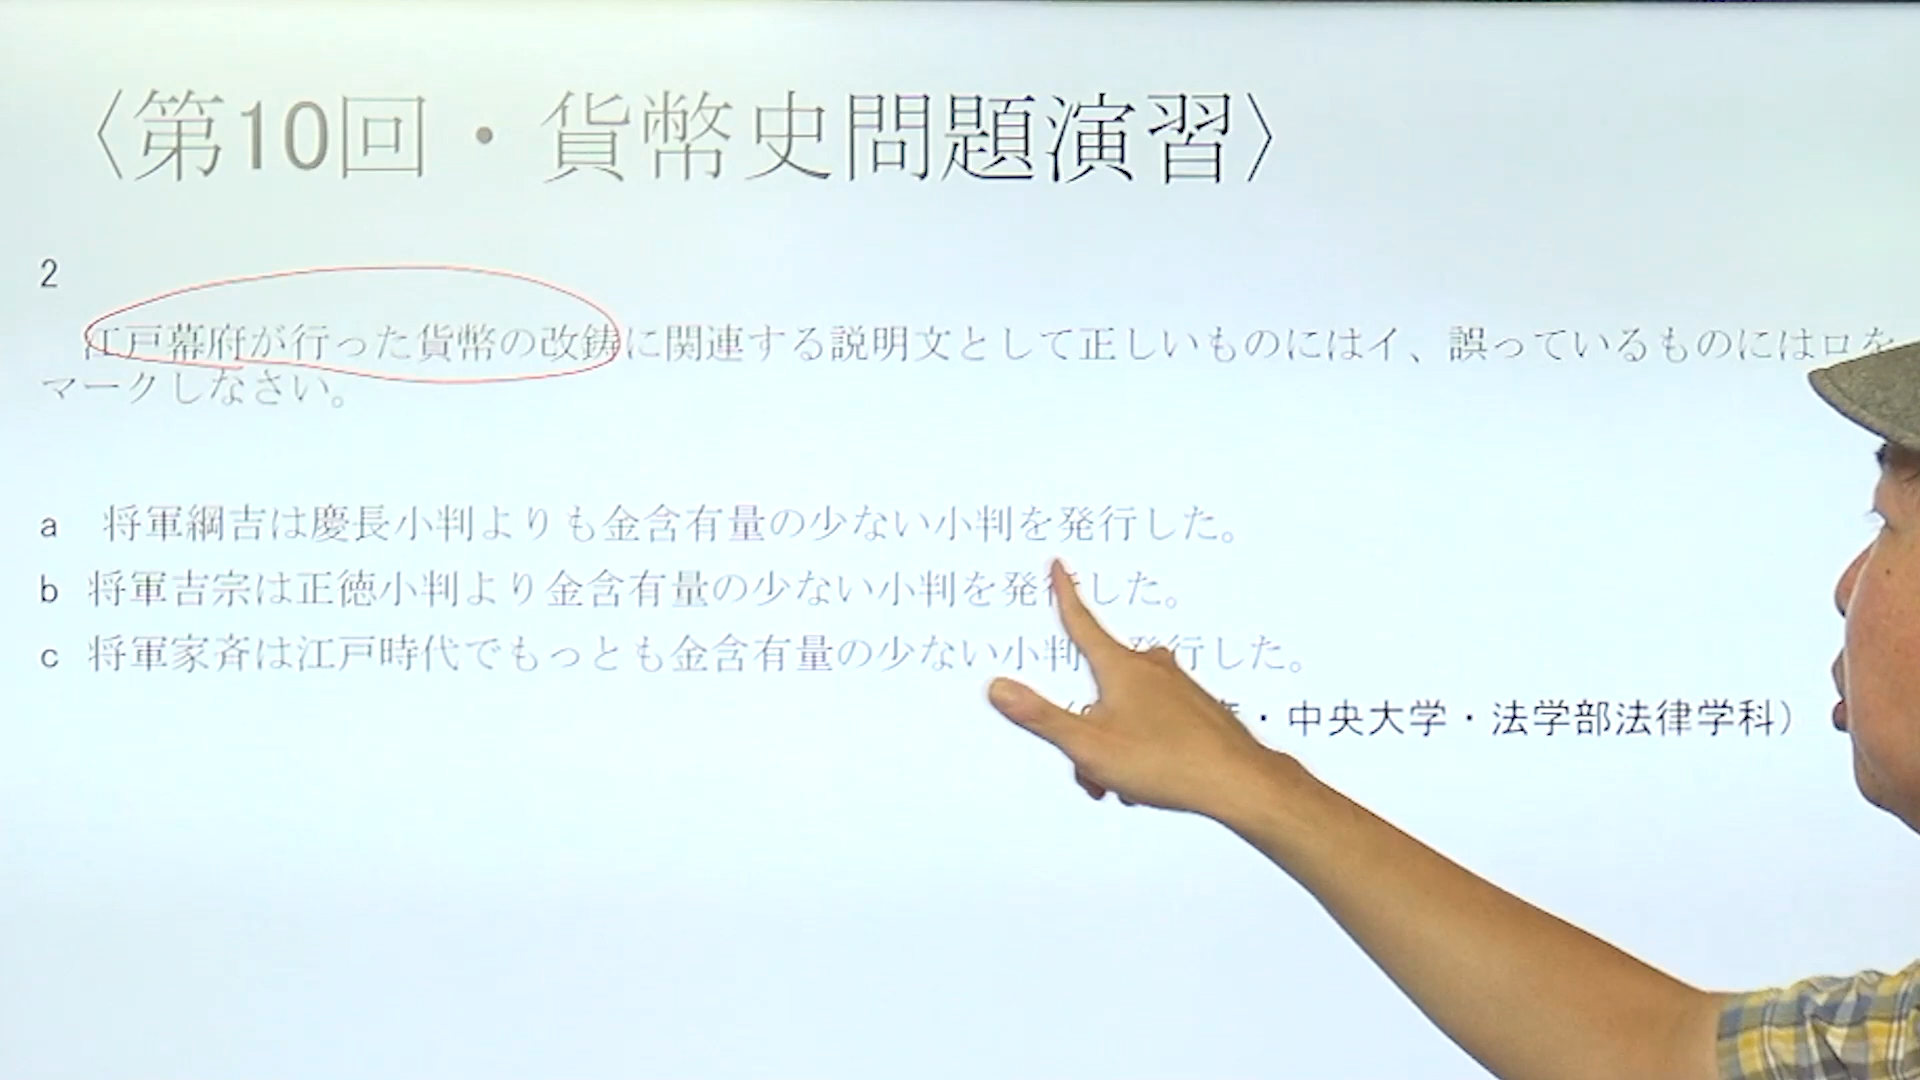 〈第10回・貨幣史問題演習〉
2
江戸幕府が行った貨幣の改鋳に関連する説明文として正しいものにはイ、誤っているものにはロを
マークしなさい。
a 将軍綱吉は慶長小判よりも金含有量の少ない小判を発行した。
b 将軍吉宗は正徳小判より金含有量の少ない小判を発行した。
c 将軍家斉は江戸時代でもっとも金含有量の少ない小判 発行した。
・中央大学・法学部法律学科）